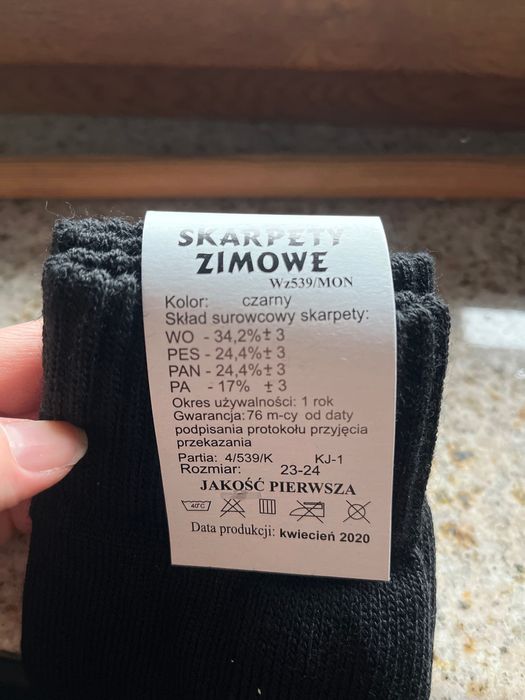 SKARPETY
ZIMOWE
Wz539/MON
Kolor: czarny
Skład surowcowy skarpety:
WO - 34,2%± 3
PES - 24,4%± 3
PAN - 24,4%± 3
PA - 17% ± 3
Okres używalności: 1 rok
Gwarancja: 76 m-cy od daty
podpisania protokołu przyjęcia
przekazania
Partia: 4/539/K KJ-1
Rozmiar: 23-24
JAKOŚĆ PIERWSZA
40°C
Data produkcji: kwiecień 2020